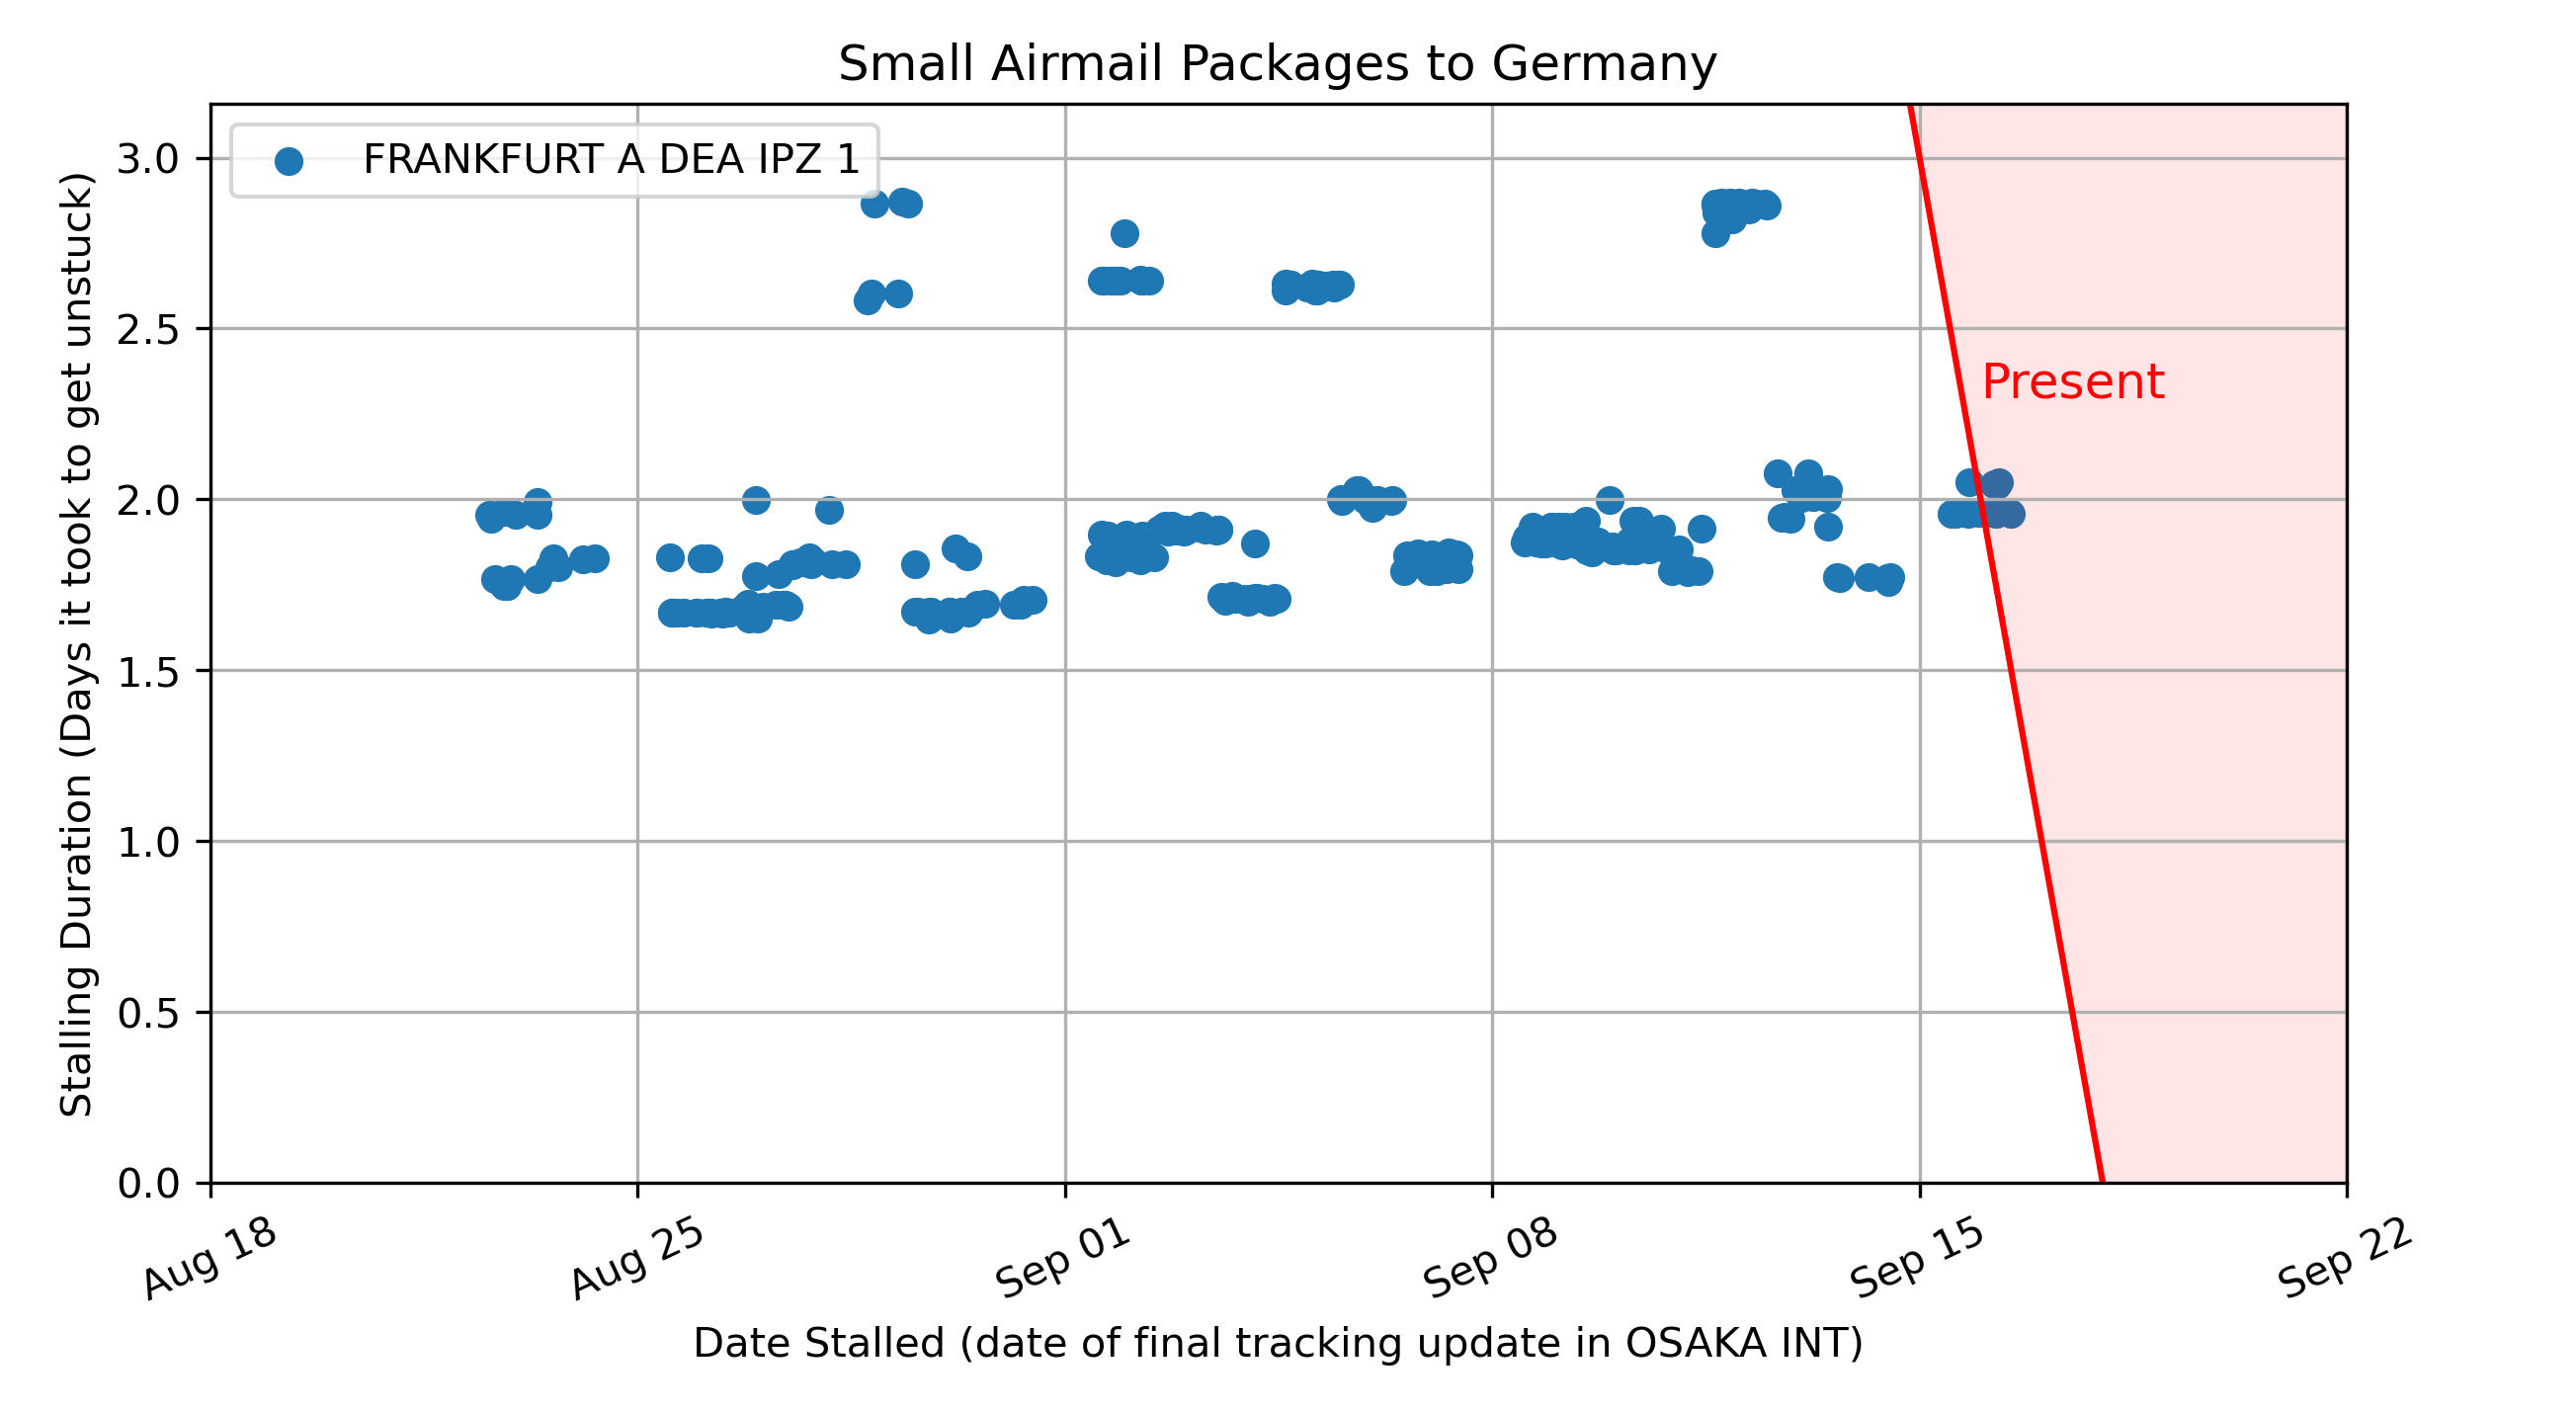 Small Airmail Packages to Germany
FRANKFURT A DEA IPZ 1
Stalling Duration (Days it took to get unstuck)
3.0
2.5
2.0
1.5
1.0
0.5
0.0
Present
Aug 18
Aug 25
Sep 01
Sep 08
Sep 15
Sep 22
Date Stalled (date of final tracking update in OSAKA INT)